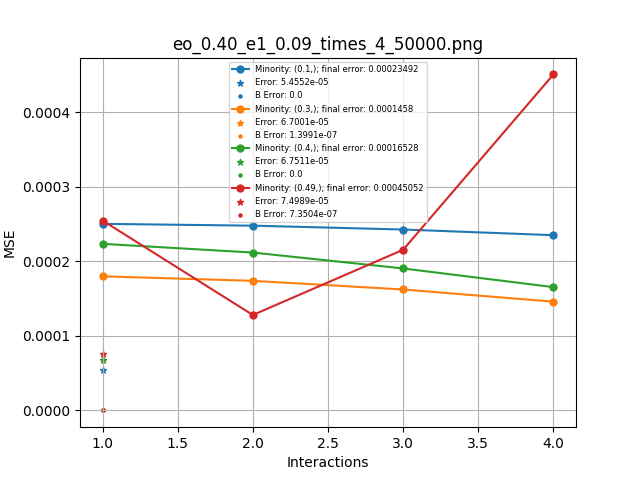 eo_0.40_e1_0.09_times_4_50000.png
Minority: (0.1,); final error: 0.00023492
Error: 5.4552e-05
B Error: 0.0
Minority: (0.3,); final error: 0.0001458
Error: 6.7001e-05
B Error: 1.3991e-07
Minority: (0.4,); final error: 0.00016528
Error: 6.7511e-05
B Error: 0.0
Minority: (0.49,); final error: 0.00045052
Error: 7.4989e-05
B Error: 7.3504e-07
MSE
0.0004
0.0003
0.0002
0.0001
0.0000
1.0 1.5 2.0 2.5 3.0 3.5 4.0
Interactions